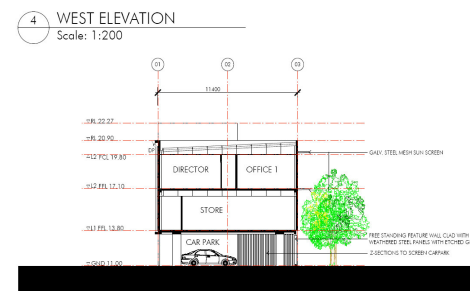 4 WEST ELEVATION
Scale: 1:200
01 02 03
11400
RL 22.27
RL 20.90
GALV. STEEL MESH SUN SCREEN
L2 FCL 19.80
DIRECTOR OFFICE 1
L2 FFL 17.10
STORE
L1 FFL 13.80
FREE STANDING FEATURE WALL CLAD WITH
WEATHERED STEEL PANELS WITH ETCHED G
CAR PARK
Z-SECTIONS TO SCREEN CARPARK
GND 11.00